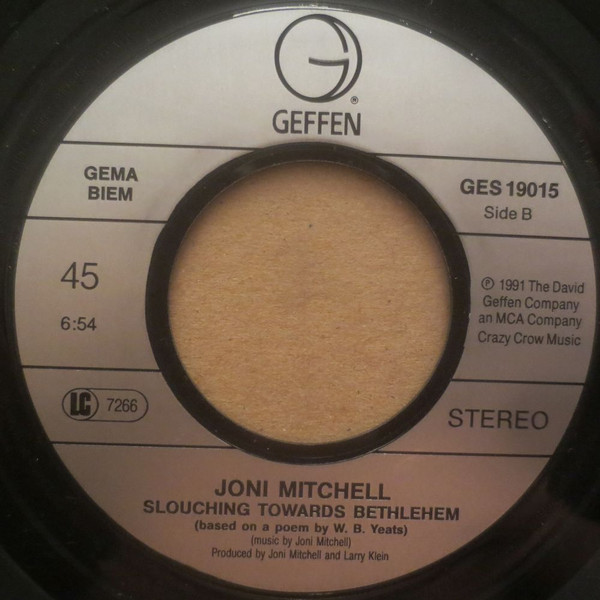 G
®
GEFFEN
GEMA
BIEM
GES 19015
Side B
45
6:54
℗ 1991 The David
Geffen Company
an MCA Company
Crazy Crow Music
LC 7266
STEREO
JONI MITCHELL
SLOUCHING TOWARDS BETHLEHEM
(based on a poem by W. B. Yeats)
(music by Joni Mitchell)
Produced by Joni Mitchell and Larry Klein